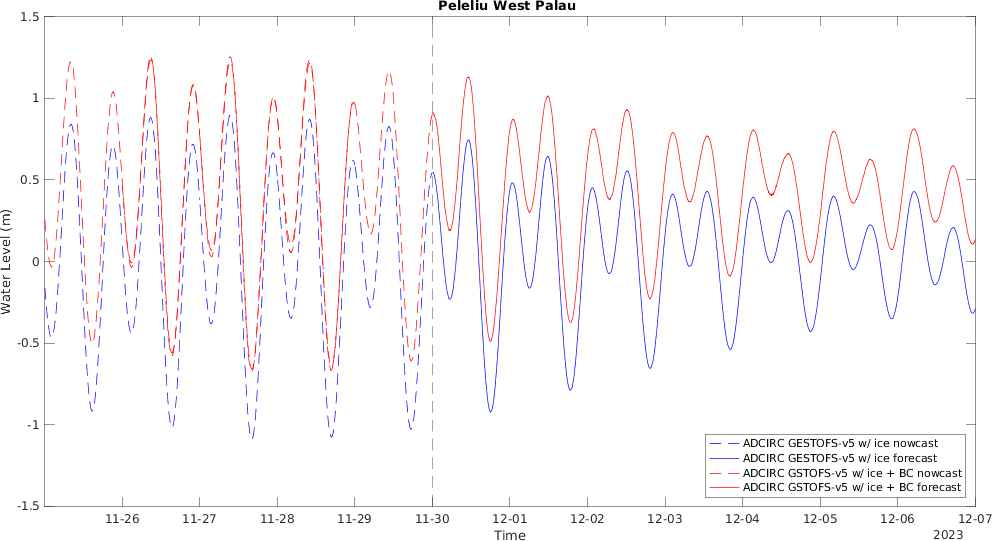 Peleliu West Palau
1.5
1
0.5
0
-0.5
-1
-1.5
Water Level (m)
11-26
11-27
11-28
11-29
11-30
12-01
12-02
12-03
12-04
12-05
12-06
12-07
Time
2023
ADCIRC GESTOFS-v5 w/ ice nowcast
ADCIRC GESTOFS-v5 w/ ice forecast
ADCIRC GSTOFS-v5 w/ ice + BC nowcast
ADCIRC GSTOFS-v5 w/ ice + BC forecast